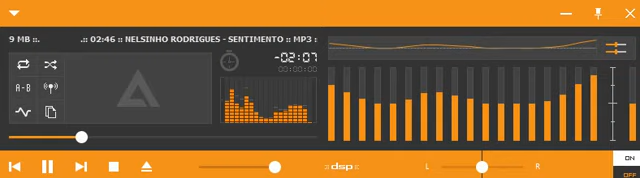 9 MB ::. .:: 02:46 :: NELSINHO RODRIGUES - SENTIMENTO :: MP3 :
-02:07
00:00:00
A-B
dsp
L R
ON
OFF